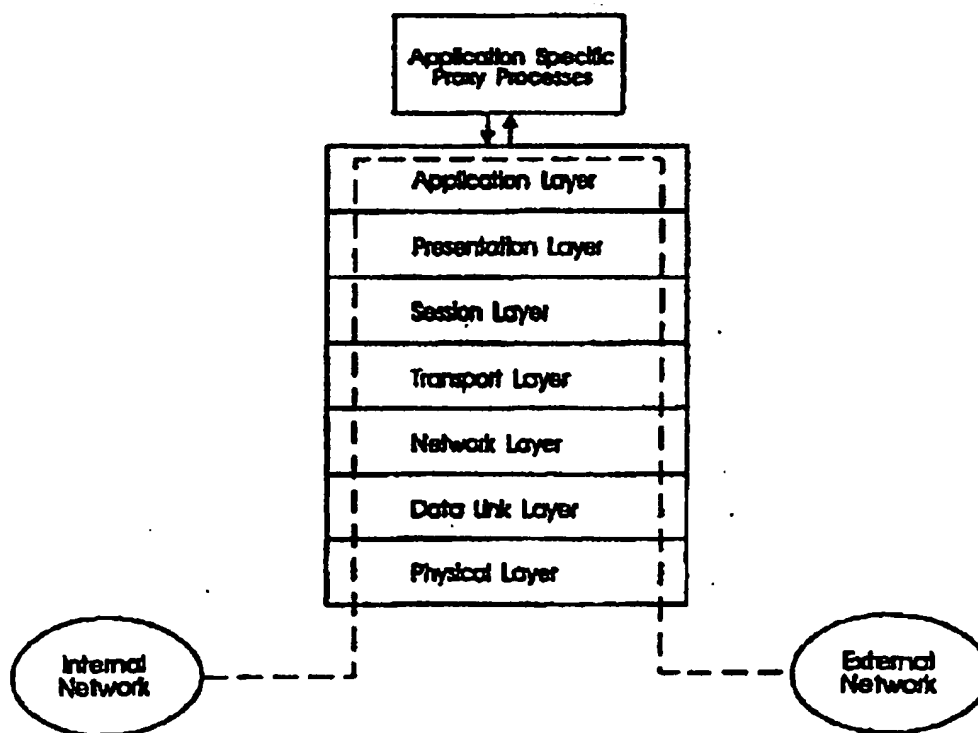 Application Specific
Proxy Processes
Application Layer
Presentation Layer
Session Layer
Transport Layer
Network Layer
Data Link Layer
Physical Layer
Internal
Network
External
Network